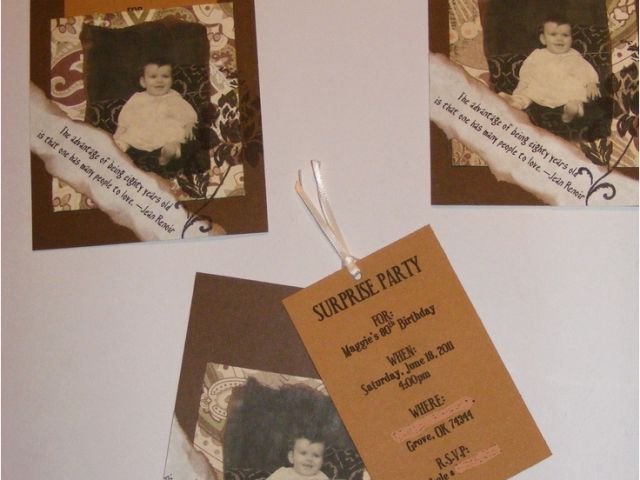 FOR
The advantage of being eighty years old
is that one has many people to love. —Jean Renoir
The advantage of being eighty years old
is that one has many people to love. —Jean Renoir
SURPRISE PARTY
FOR:
Maggie's 80th Birthday
WHEN:
Saturday, June 18, 2011
4:00pm
WHERE:
Grove, OK 74344
R.S.V.P: